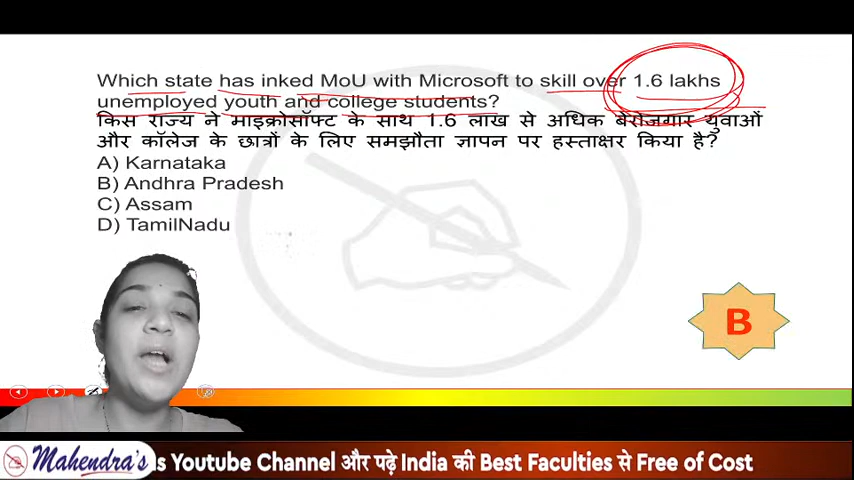 Which state has inked MoU with Microsoft to skill over 1.6 lakhs
unemployed youth and college students?
किस राज्य ने माइक्रोसॉफ्ट के साथ 1.6 लाख से अधिक बेरोजगार युवाओं
और कॉलेज के छात्रों के लिए समझौता ज्ञापन पर हस्ताक्षर किया है?
A) Karnataka
B) Andhra Pradesh
C) Assam
D) TamilNadu
B
Mahendra's
s Youtube Channel और पढ़े India की Best Faculties से Free of Cost